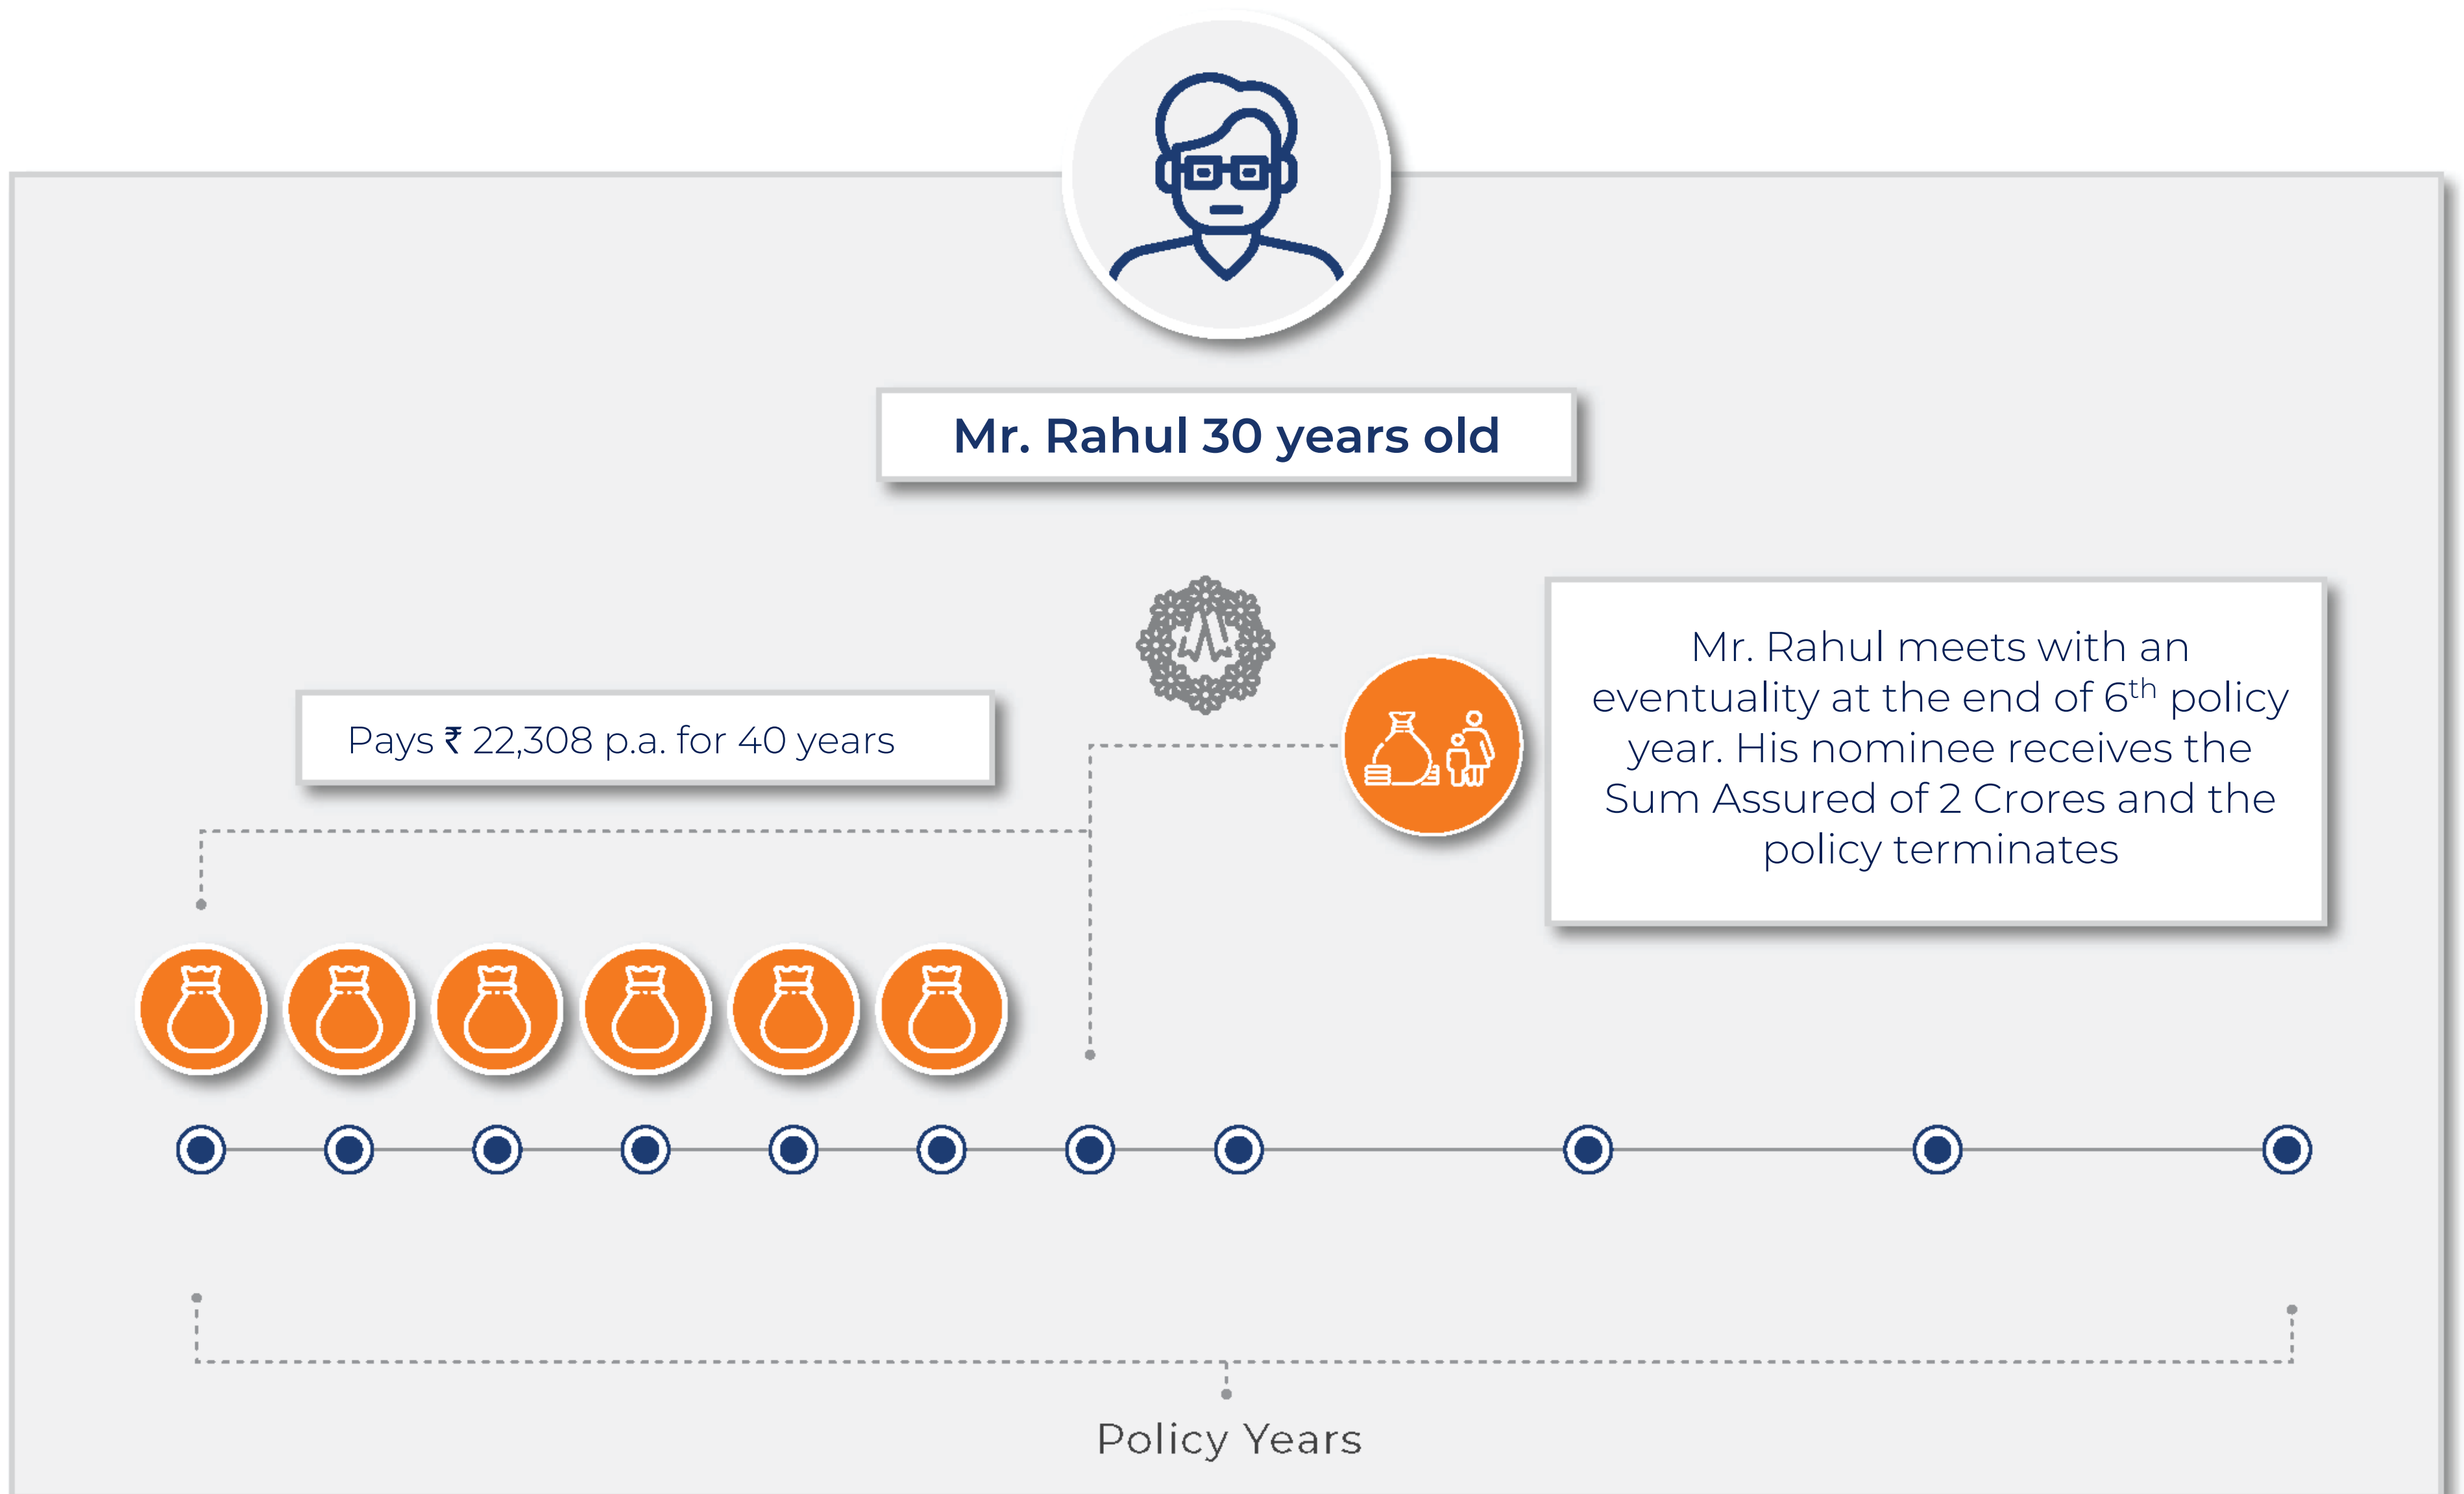 Mr. Rahul 30 years old
Pays ₹ 22,308 p.a. for 40 years
Mr. Rahul meets with an
eventuality at the end of 6th policy
year. His nominee receives the
Sum Assured of 2 Crores and the
policy terminates
Policy Years